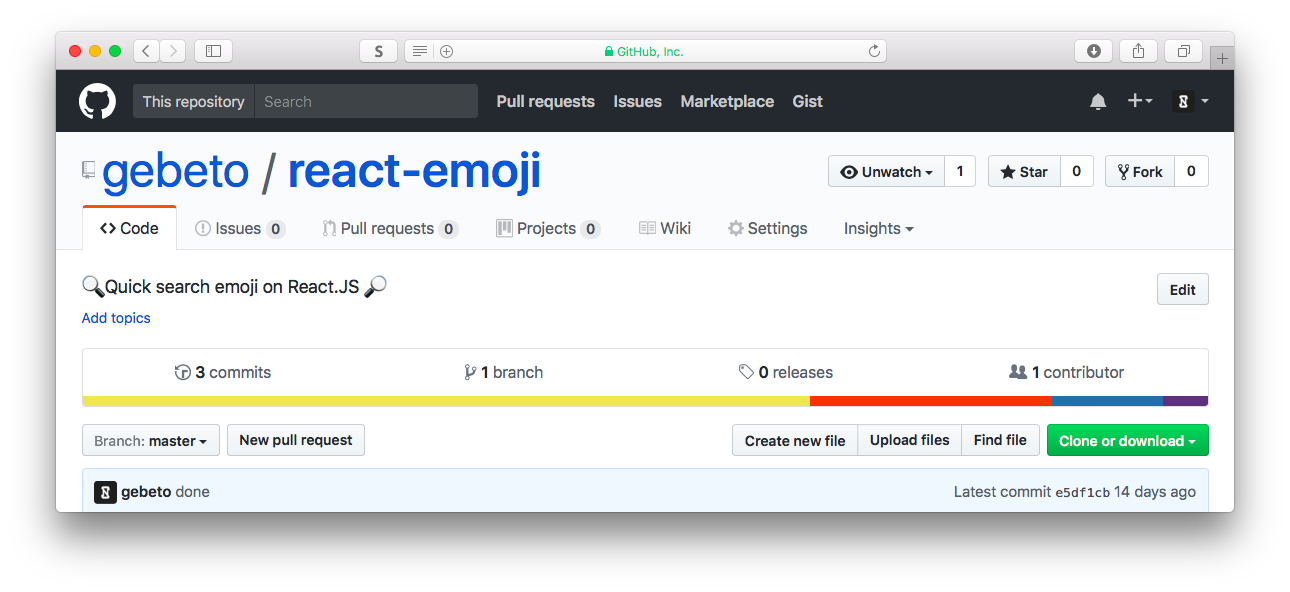 S GitHub, Inc.
This repository Search Pull requests Issues Marketplace Gist
gebeto / react-emoji Unwatch 1 Star 0 Fork 0
Code Issues 0 Pull requests 0 Projects 0 Wiki Settings Insights
🔍Quick search emoji on React.JS 🔎 Edit
Add topics
3 commits 1 branch 0 releases 1 contributor
Branch: master New pull request Create new file Upload files Find file Clone or download
gebeto done Latest commit e5df1cb 14 days ago